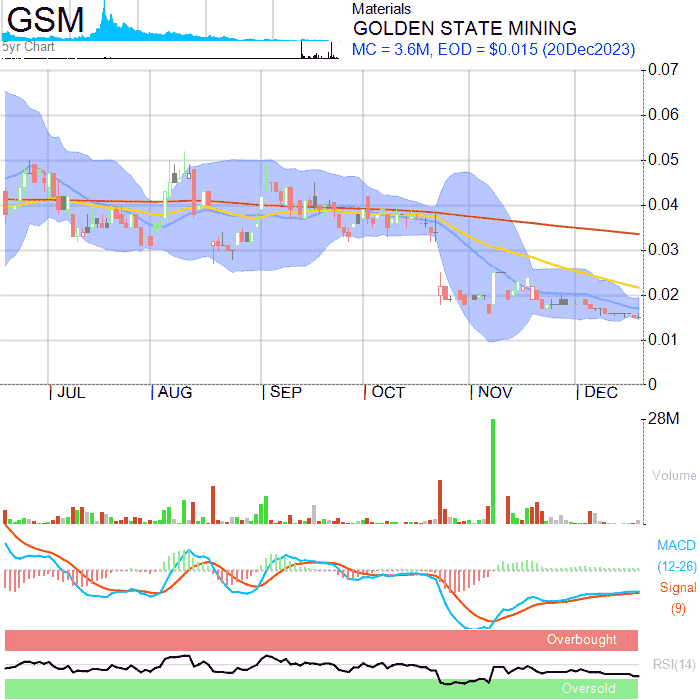 GSM
5yr Chart
Materials
GOLDEN STATE MINING
MC = 3.6M, EOD = $0.015 (20Dec2023)
0.07
0.06
0.05
0.04
0.03
0.02
0.01
0
JUL AUG SEP OCT NOV DEC
28M
Volume
MACD
(12-26)
Signal
(9)
Overbought
RSI(14)
Oversold